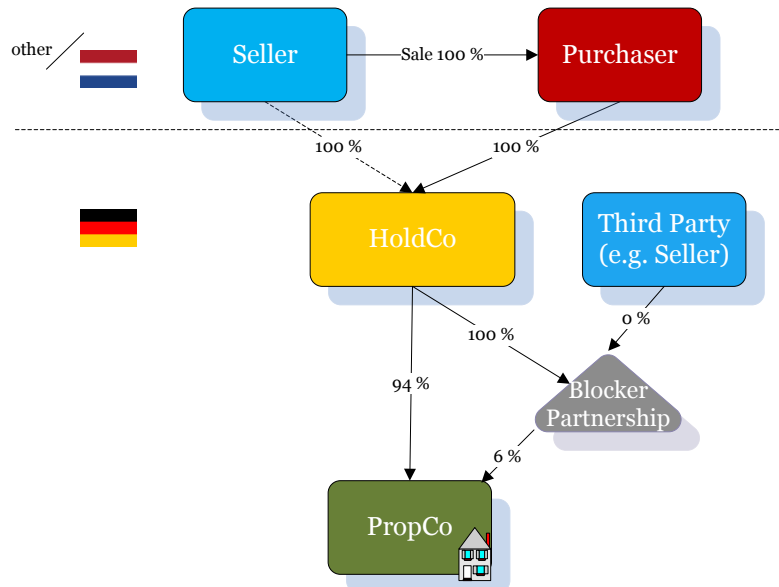 other
Seller
Sale 100 %
Purchaser
100 %
100 %
HoldCo
Third Party
(e.g. Seller)
0 %
100 %
94 %
Blocker
Partnership
6 %
PropCo